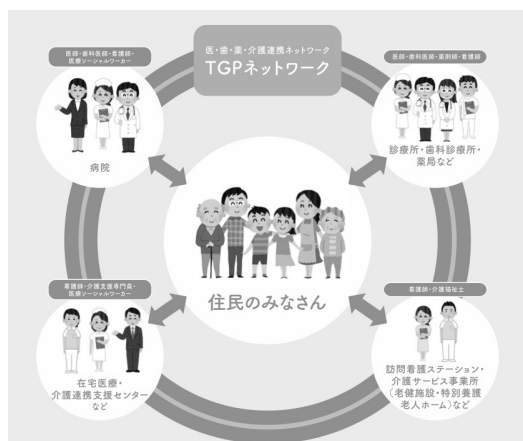 医・歯・薬・介護連携ネットワーク
TGPネットワーク
医師・歯科医師・看護師・
医療ソーシャルワーカー
病院
医師・歯科医師・薬剤師・看護師
診療所・歯科診療所・
薬局など
住民のみなさん
看護師・介護支援専門員・
医療ソーシャルワーカー
在宅医療・
介護連携支援センター
など
看護師・介護福祉士
訪問看護ステーション・
介護サービス事業所
(老健施設・特別養護
老人ホーム)など